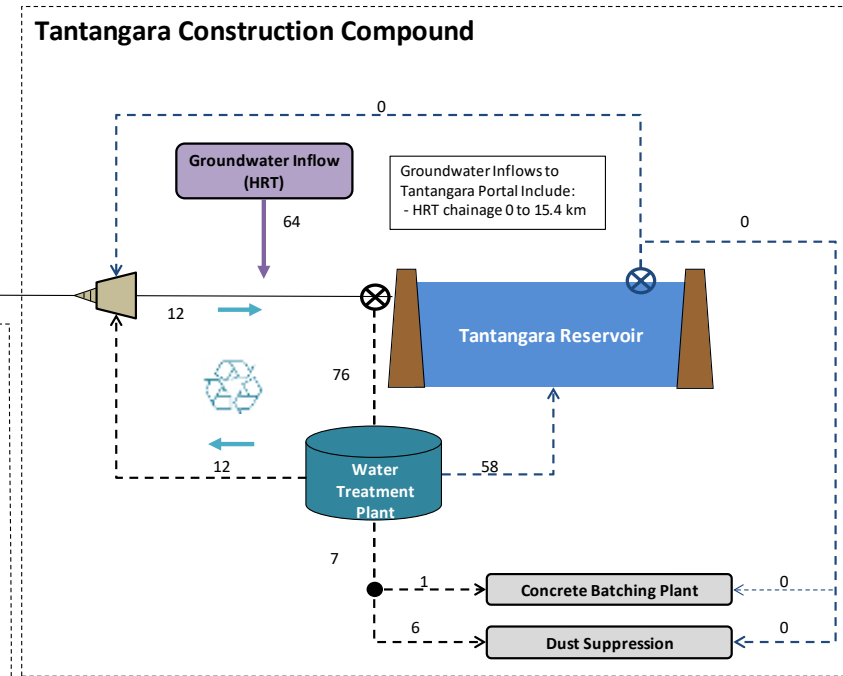 Tantangara Construction Compound
0
Groundwater Inflow
(HRT)
Groundwater Inflows to
Tantangara Portal Include:
- HRT chainage 0 to 15.4 km
64
0
12
Tantangara Reservoir
76
12
Water
Treatment
Plant
58
7
1
Concrete Batching Plant
0
6
Dust Suppression
0